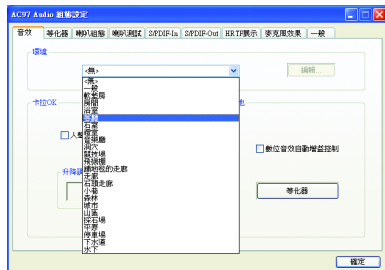 AC97 Audio 組態設定
音效 等化器 喇叭組態 喇叭測試 S/PDIF-In S/PDIF-Out HRTF展示 麥克風效果 一般
環境
<無>
編輯...
<無>
一般
軟墊房
房間
浴室
客廳
石室
禮堂
音樂廳
洞穴
競技場
飛機棚
鋪地毯的走廊
走廊
石頭走廊
小巷
森林
城市
山區
採石場
平原
停車場
下水道
水下
卡拉OK
他
人聲
數位音效自動增益控制
升降調
等化器
確定